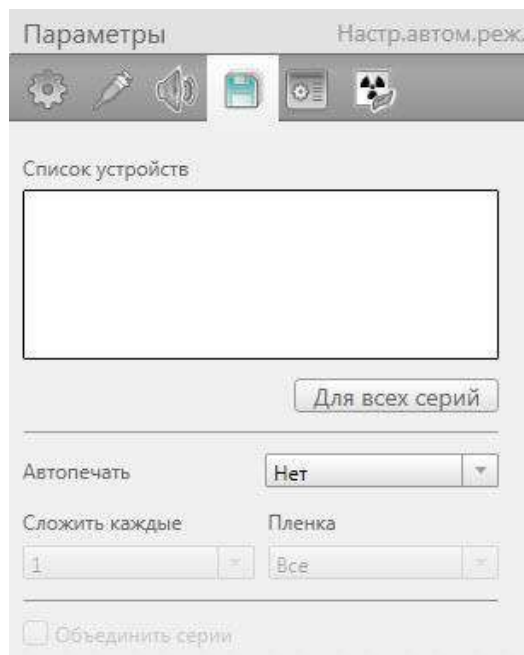 Параметры Настр.автом.реж.
Список устройств
Для всех серий
Автопечать Нет
Сложить каждые Пленка
1 Все
Объединить серии